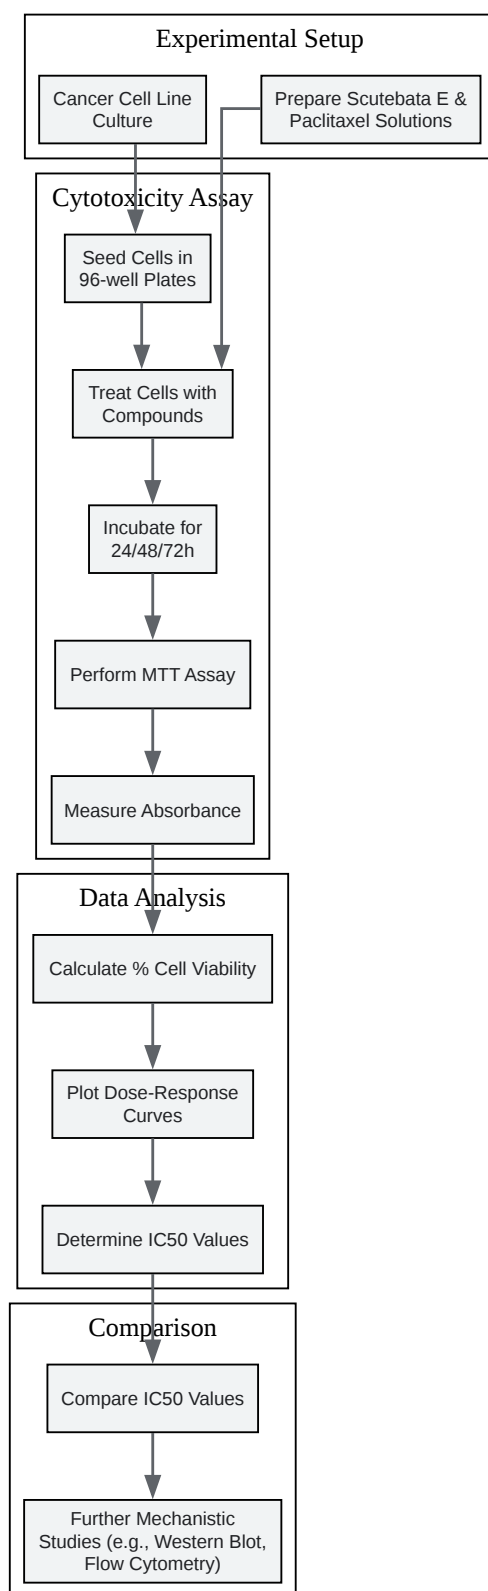 Experimental Setup
Cancer Cell Line
Culture
Prepare Scutebata E &
Paclitaxel Solutions
Cytotoxicity Assay
Seed Cells in
96-well Plates
Treat Cells with
Compounds
Incubate for
24/48/72h
Perform MTT Assay
Measure Absorbance
Data Analysis
Calculate % Cell Viability
Plot Dose-Response
Curves
Determine IC50 Values
Comparison
Compare IC50 Values
Further Mechanistic
Studies (e.g., Western Blot,
Flow Cytometry)